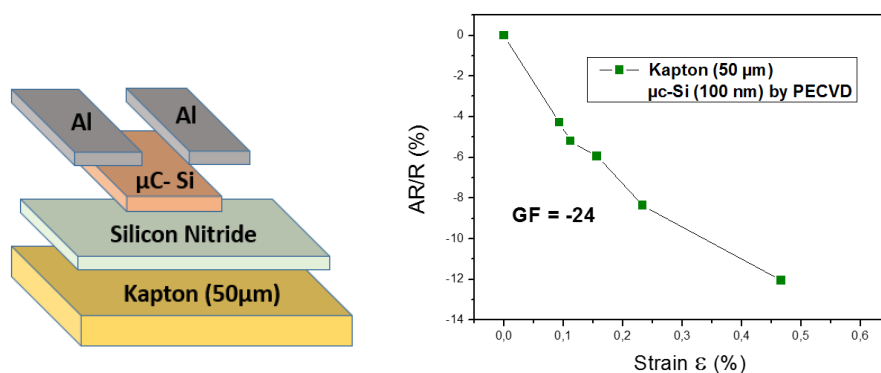 Al
Al
µC- Si
Silicon Nitride
Kapton (50µm)
AR/R (%)
0
-2
-4
-6
-8
-10
-12
-14
Kapton (50 µm)
µc-Si (100 nm) by PECVD
GF = -24
0,0 0,1 0,2 0,3 0,4 0,5 0,6
Strain ε (%)